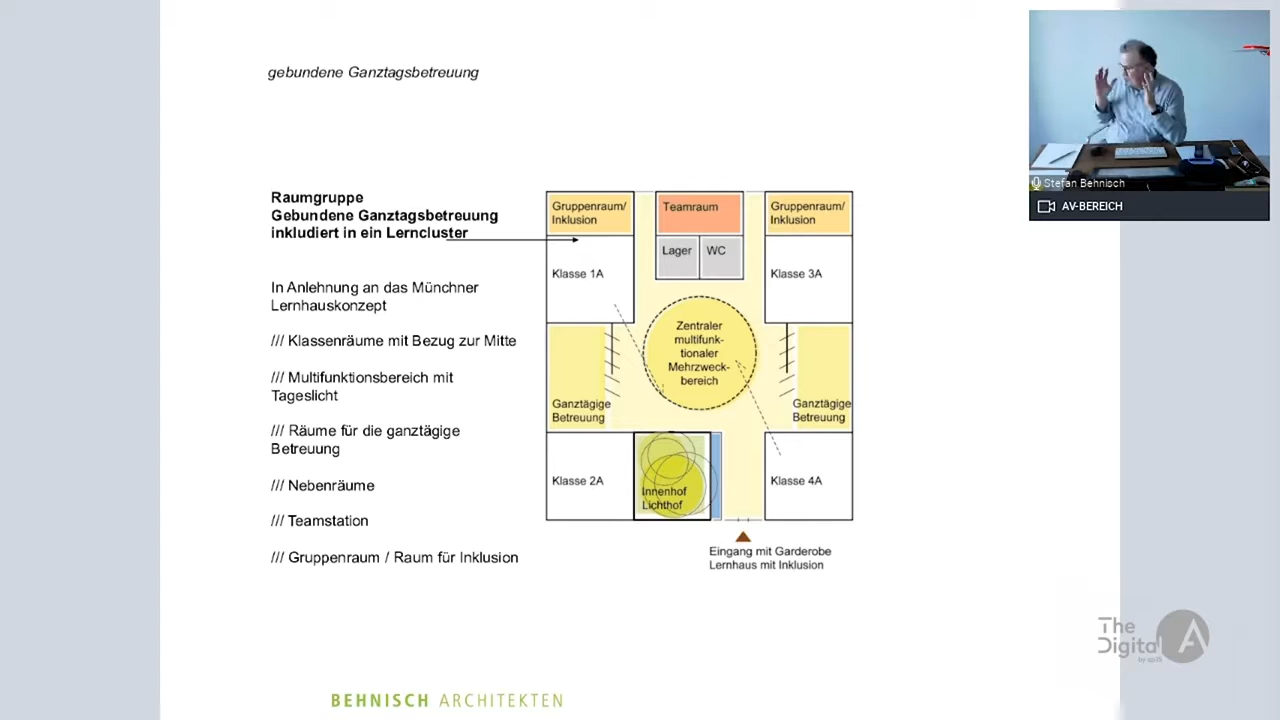 gebundene Ganztagsbetreuung
Raumgruppe
Gebundene Ganztagsbetreuung
inkludiert in ein Lerncluster
In Anlehnung an das Münchner
Lernhauskonzept
/// Klassenräume mit Bezug zur Mitte
/// Multifunktionsbereich mit
Tageslicht
/// Räume für die ganztägige
Betreuung
/// Nebenräume
/// Teamstation
/// Gruppenraum / Raum für Inklusion
Gruppenraum/
Inklusion
Teamraum
Gruppenraum/
Inklusion
Lager
WC
Klasse 1A
Klasse 3A
Zentraler
multifunk-
tionaler
Mehrzweck-
bereich
Ganztägige
Betreuung
Ganztägige
Betreuung
Klasse 2A
Innenhof
Lichthof
Klasse 4A
Eingang mit Garderobe
Lernhaus mit Inklusion
Stefan Behnisch
AV-BEREICH
The
Digital A
BEHNISCH ARCHITEKTEN